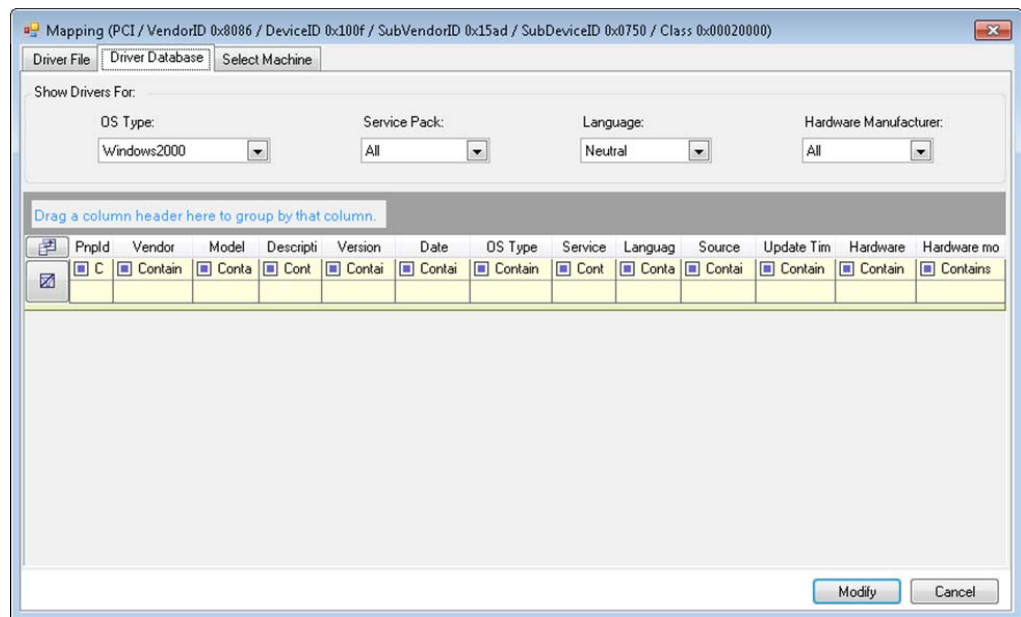 Mapping (PCI / VendorID 0x8086 / DeviceID 0x100f / SubVendorID 0x15ad / SubDeviceID 0x0750 / Class 0x00020000)
Driver File Driver Database Select Machine
Show Drivers For:
OS Type: Service Pack: Language: Hardware Manufacturer:
Windows2000 All Neutral All
Drag a column header here to group by that column.
PnpId Vendor Model Descripti Version Date OS Type Service Languag Source Update Tim Hardware Hardware mo
C Contain Conta Cont Contai Contai Contain Cont Conta Contai Contain Contain Contains
Modify Cancel